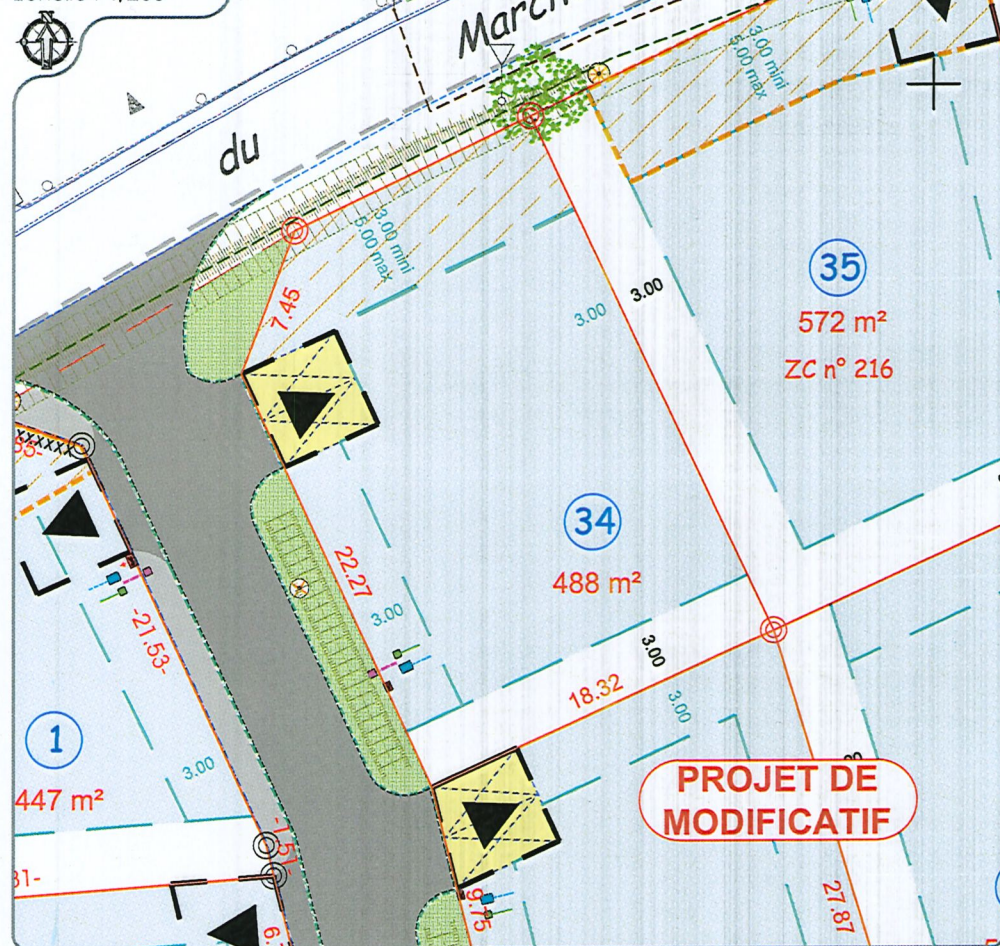 du
3.00 mini
5.00 max
3.00 mini
5.00 max
7.45
3.00
3.00
35
572 m²
ZC n° 216
34
488 m²
22.27
3.00
-21.53-
3.00
18.32
3.00
1
447 m²
3.00
-1.51-
PROJET DE
MODIFICATIF
9.75
27.87